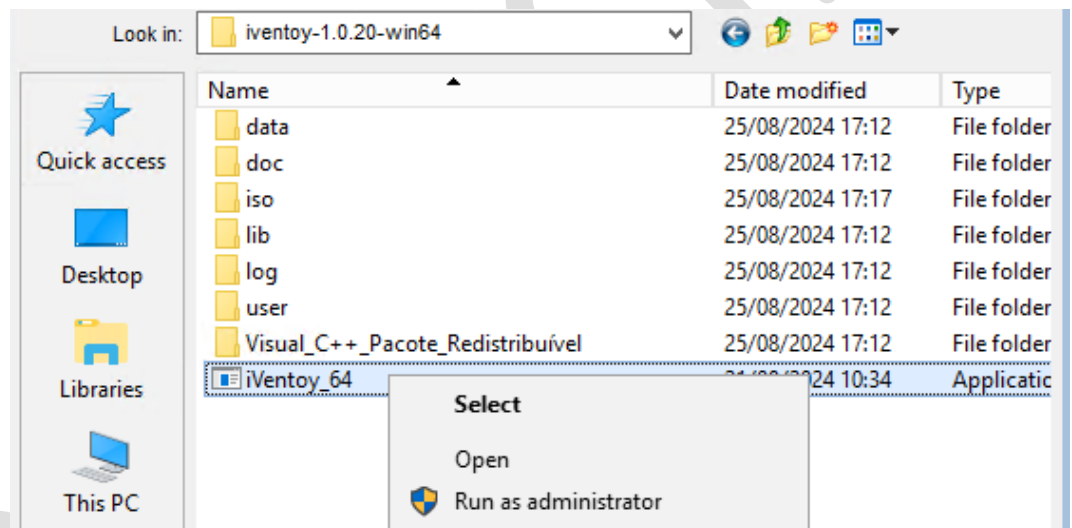 Look in: iventoy-1.0.20-win64
Name Date modified Type
data 25/08/2024 17:12 File folder
Quick access doc 25/08/2024 17:12 File folder
iso 25/08/2024 17:17 File folder
lib 25/08/2024 17:12 File folder
Desktop log 25/08/2024 17:12 File folder
user 25/08/2024 17:12 File folder
Visual_C++_Pacote_Redistribuível 25/08/2024 17:12 File folder
Libraries iVentoy_64 24 10:34 Applicatio
Select
Open
This PC Run as administrator